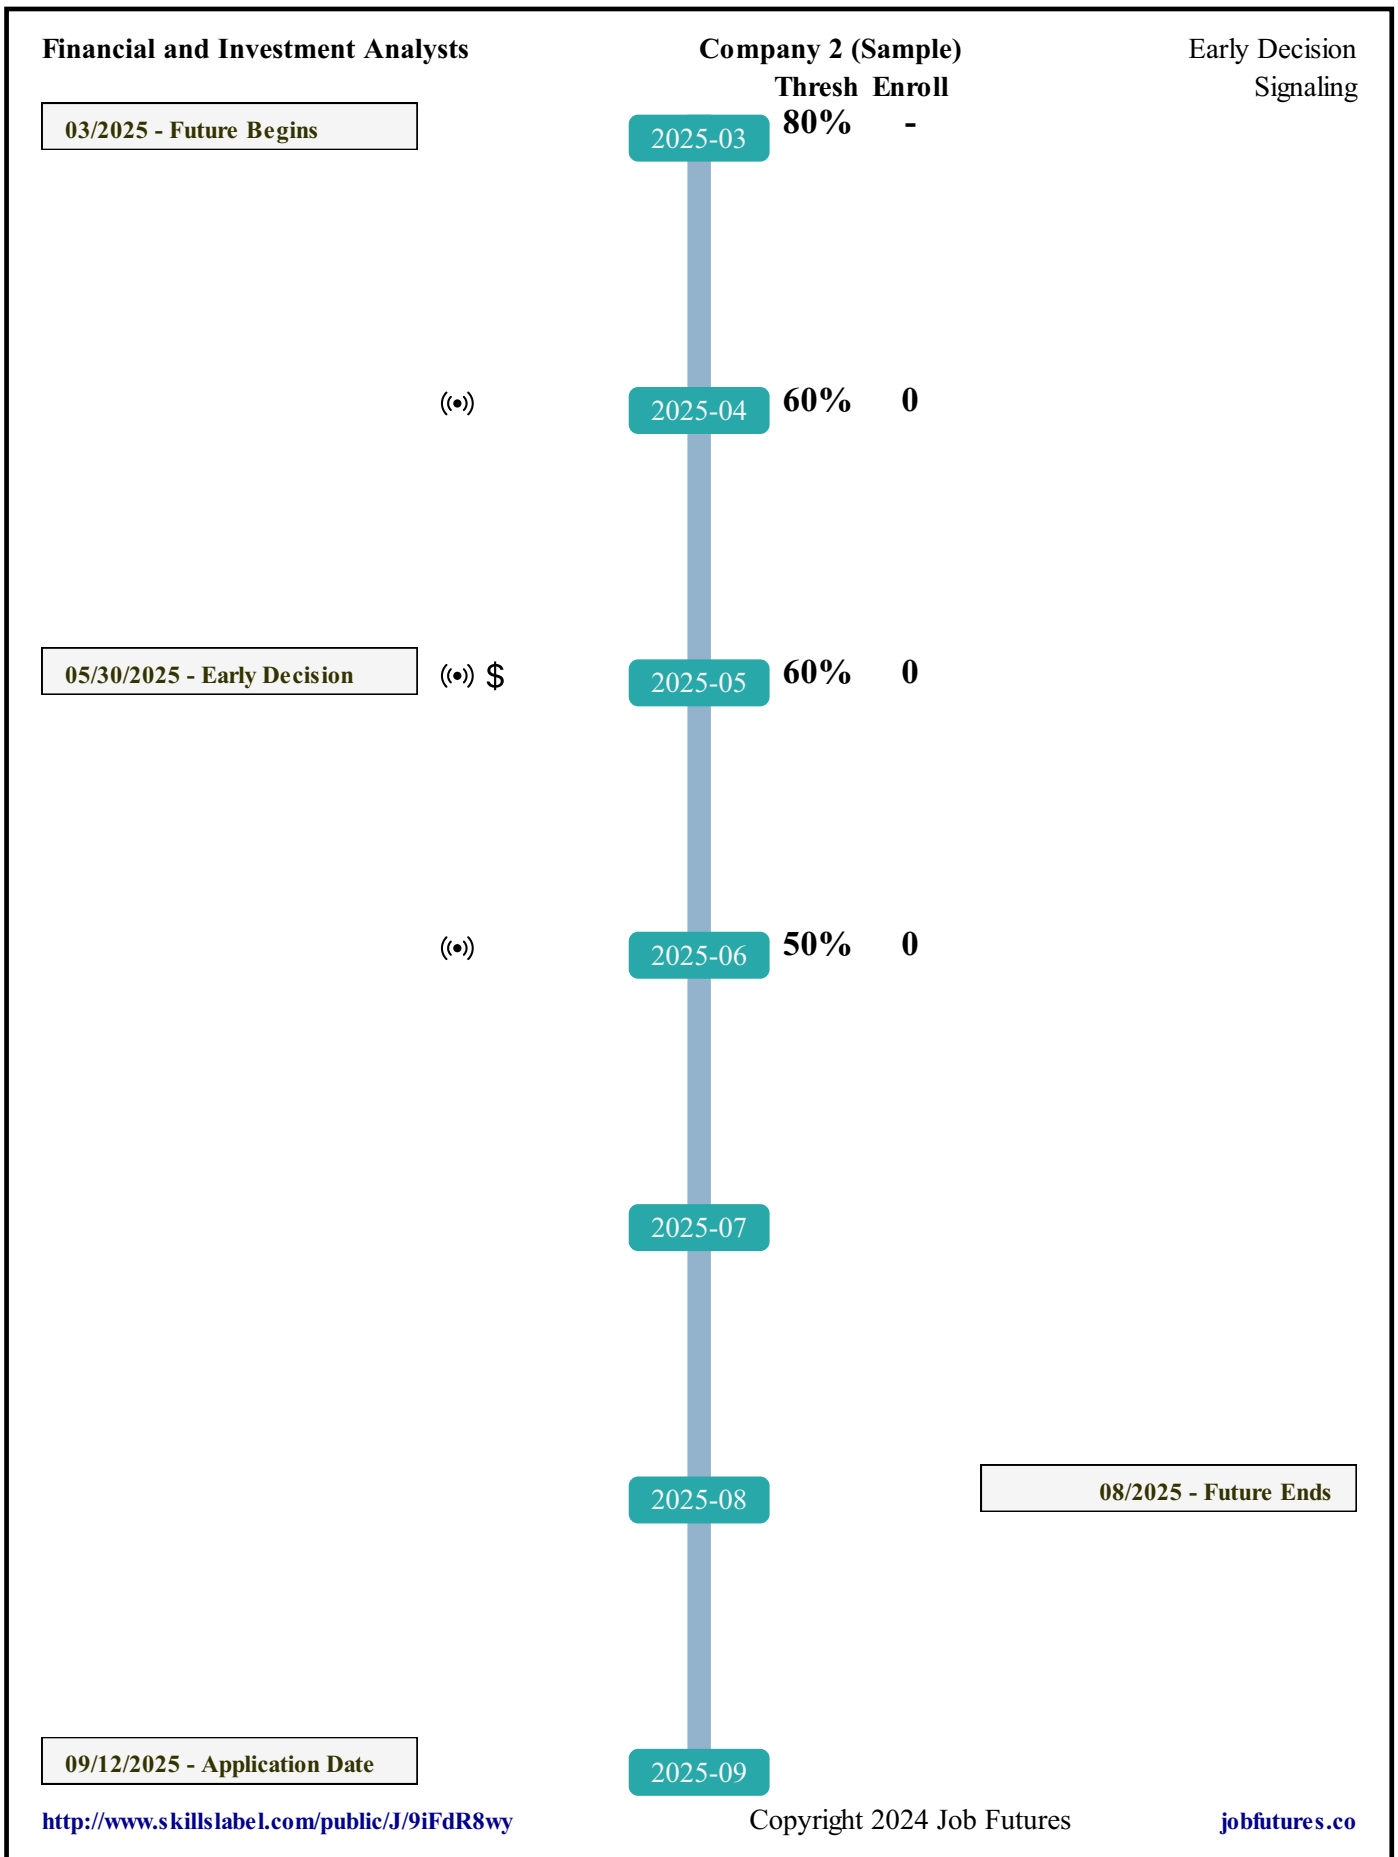 Financial and Investment Analysts Company 2 (Sample) Early Decision
Thresh Enroll Signaling
03/2025 - Future Begins 2025-03 80% -
2025-04 60% 0
05/30/2025 - Early Decision $ 2025-05 60% 0
2025-06 50% 0
2025-07
2025-08 08/2025 - Future Ends
09/12/2025 - Application Date 2025-09
http://www.skillslabel.com/public/J/9iFdR8wy Copyright 2024 Job Futures jobfutures.co